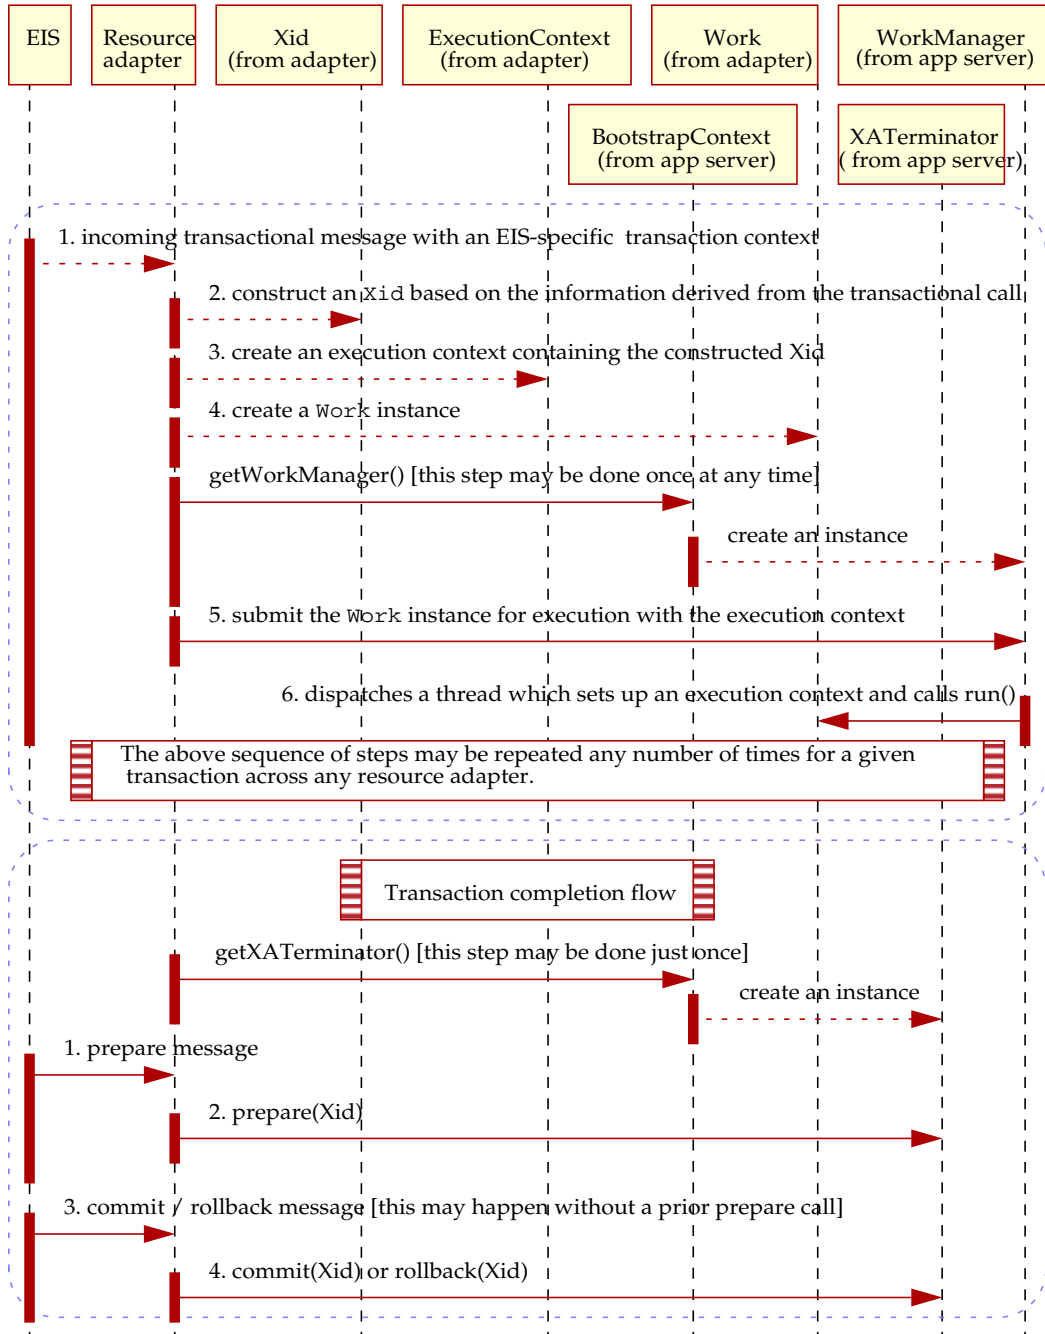 EIS
Resource
adapter
Xid
(from adapter)
ExecutionContext
(from adapter)
Work
(from adapter)
WorkManager
(from app server)
BootstrapContext
(from app server)
XATerminator
( from app server)
1. incoming transactional message with an EIS-specific  transaction context
2. construct an Xid based on the information derived from the transactional call
3. create an execution context containing the constructed Xid
4. create a Work instance
getWorkManager() [this step may be done once at any time]
create an instance
5. submit the Work instance for execution with the execution context
6. dispatches a thread which sets up an execution context and calls run()
The above sequence of steps may be repeated any number of times for a given
transaction across any resource adapter.
Transaction completion flow
getXATerminator() [this step may be done just once]
create an instance
1. prepare message
2. prepare(Xid)
3. commit / rollback message [this may happen without a prior prepare call]
4. commit(Xid) or rollback(Xid)